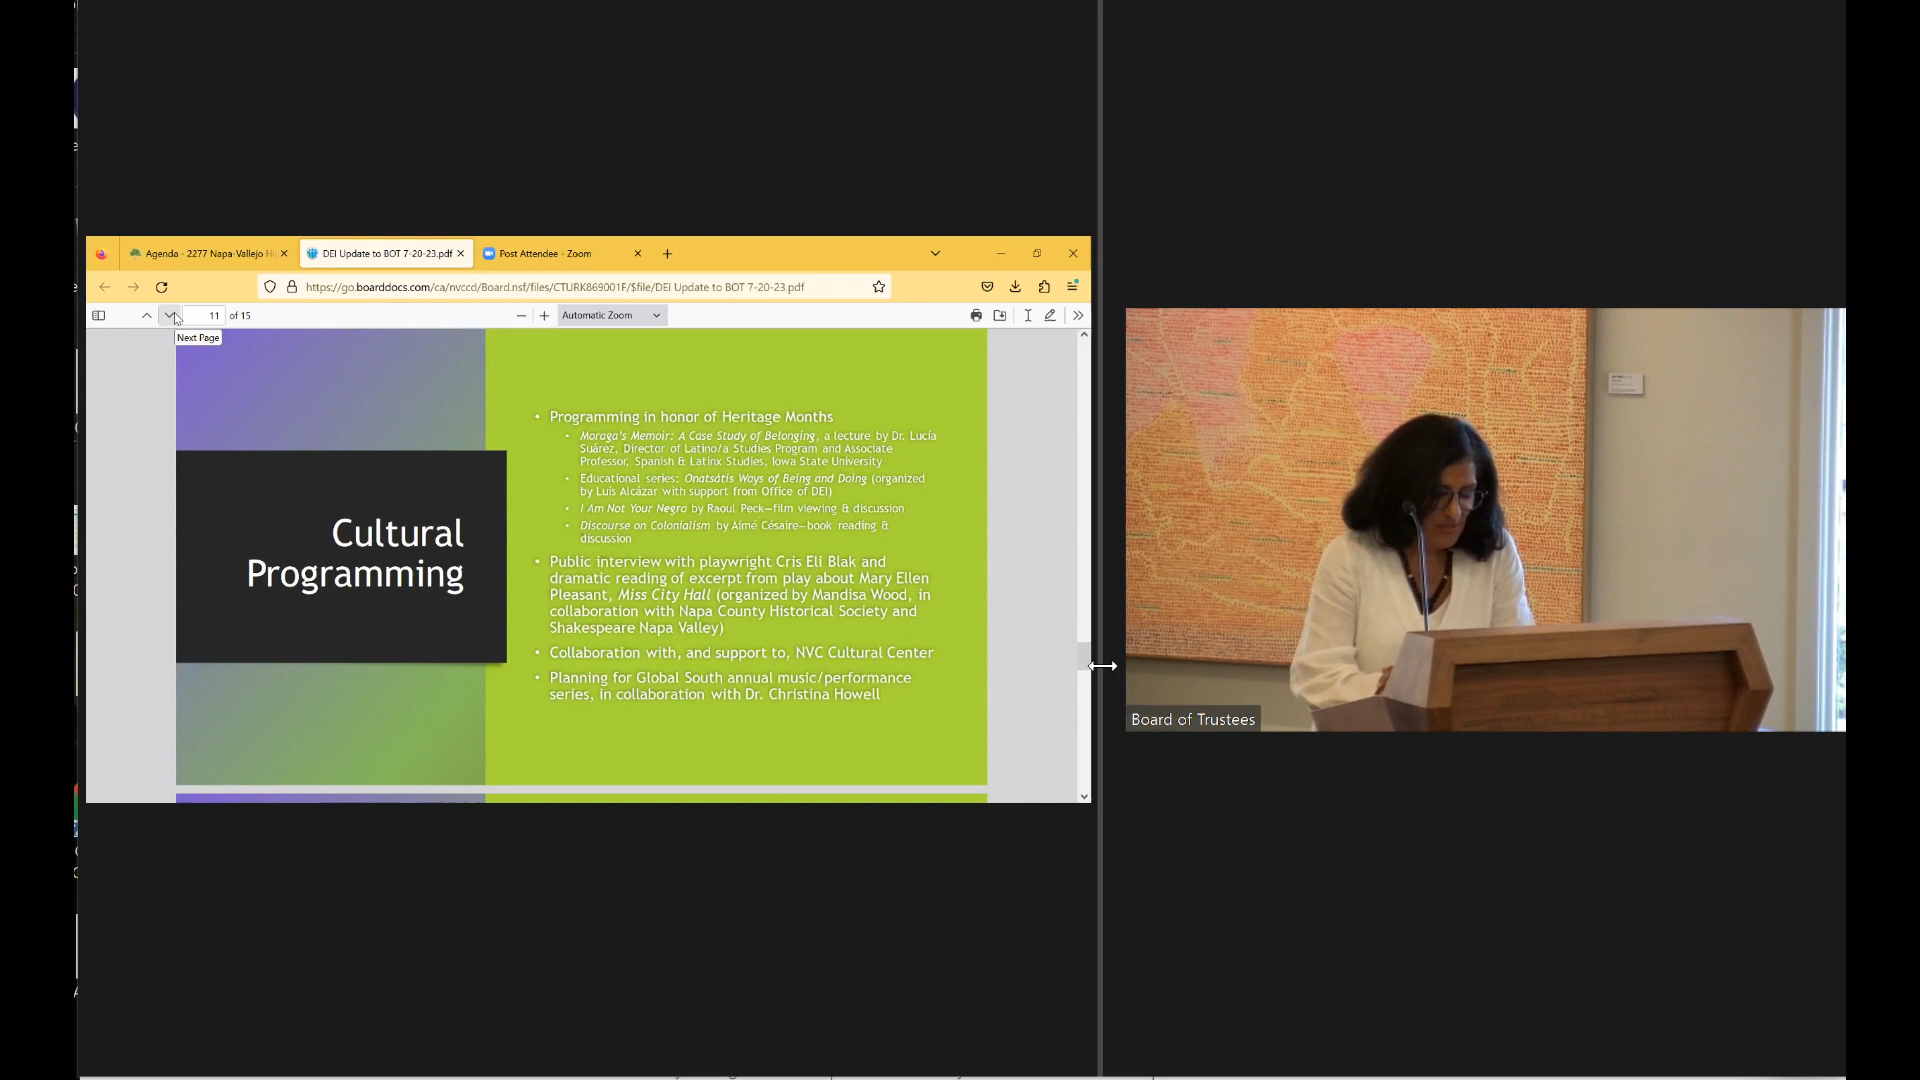 Agenda - 2277 Napa-Vallejo Hi
DEI Update to BOT 7-20-23.pdf
Post Attendee - Zoom
https://go.boarddocs.com/ca/nvccd/Board.nsf/files/CTURK869001F/$file/DEI Update to BOT 7-20-23.pdf
11 of 15
Automatic Zoom
Next Page
Cultural
Programming
• Programming in honor of Heritage Months
• Moraga's Memoir: A Case Study of Belonging, a lecture by Dr. Lucía
Suárez, Director of Latino/a Studies Program and Associate
Professor, Spanish & Latinx Studies, Iowa State University
• Educational series: Onatsátis Ways of Being and Doing (organized
by Luis Alcázar with support from Office of DEI)
• I Am Not Your Negro by Raoul Peck—film viewing & discussion
• Discourse on Colonialism by Aimé Césaire—book reading &
discussion
• Public interview with playwright Cris Eli Blak and
dramatic reading of excerpt from play about Mary Ellen
Pleasant, Miss City Hall (organized by Mandisa Wood, in
collaboration with Napa County Historical Society and
Shakespeare Napa Valley)
• Collaboration with, and support to, NVC Cultural Center
• Planning for Global South annual music/performance
series, in collaboration with Dr. Christina Howell
Board of Trustees